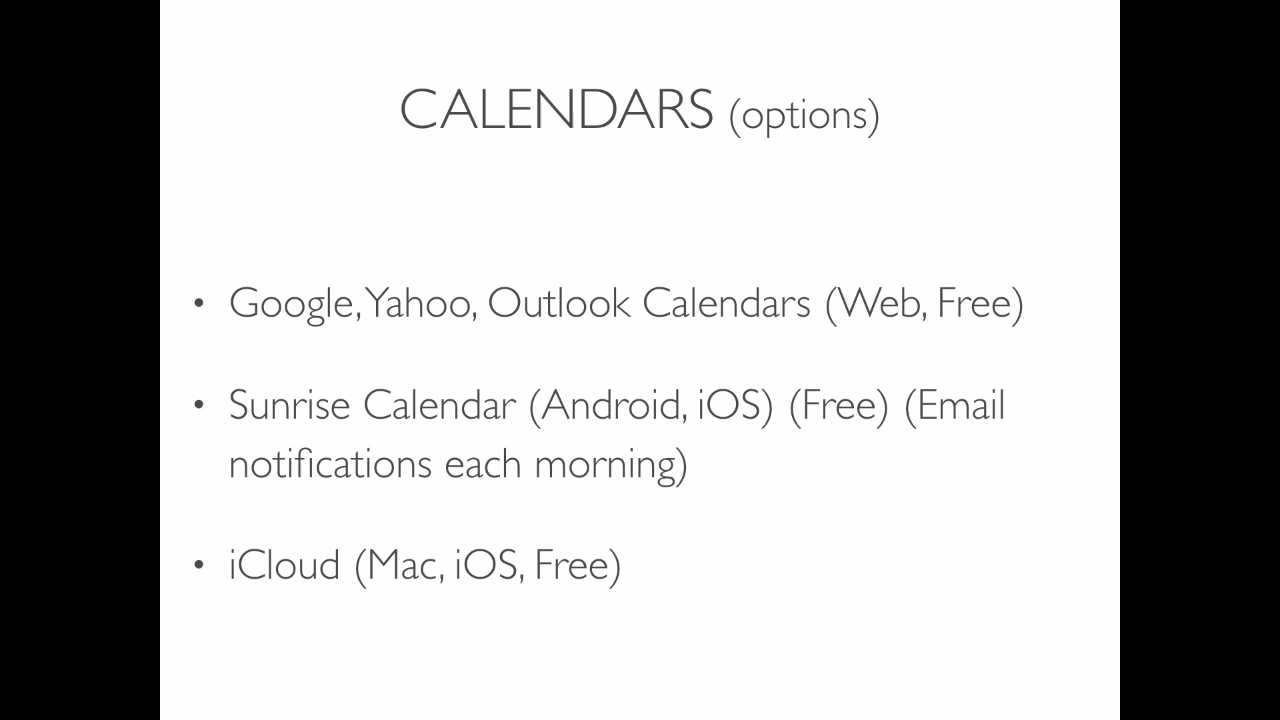 CALENDARS (options)
• Google, Yahoo, Outlook Calendars (Web, Free)
• Sunrise Calendar (Android, iOS) (Free) (Email
notifications each morning)
• iCloud (Mac, iOS, Free)